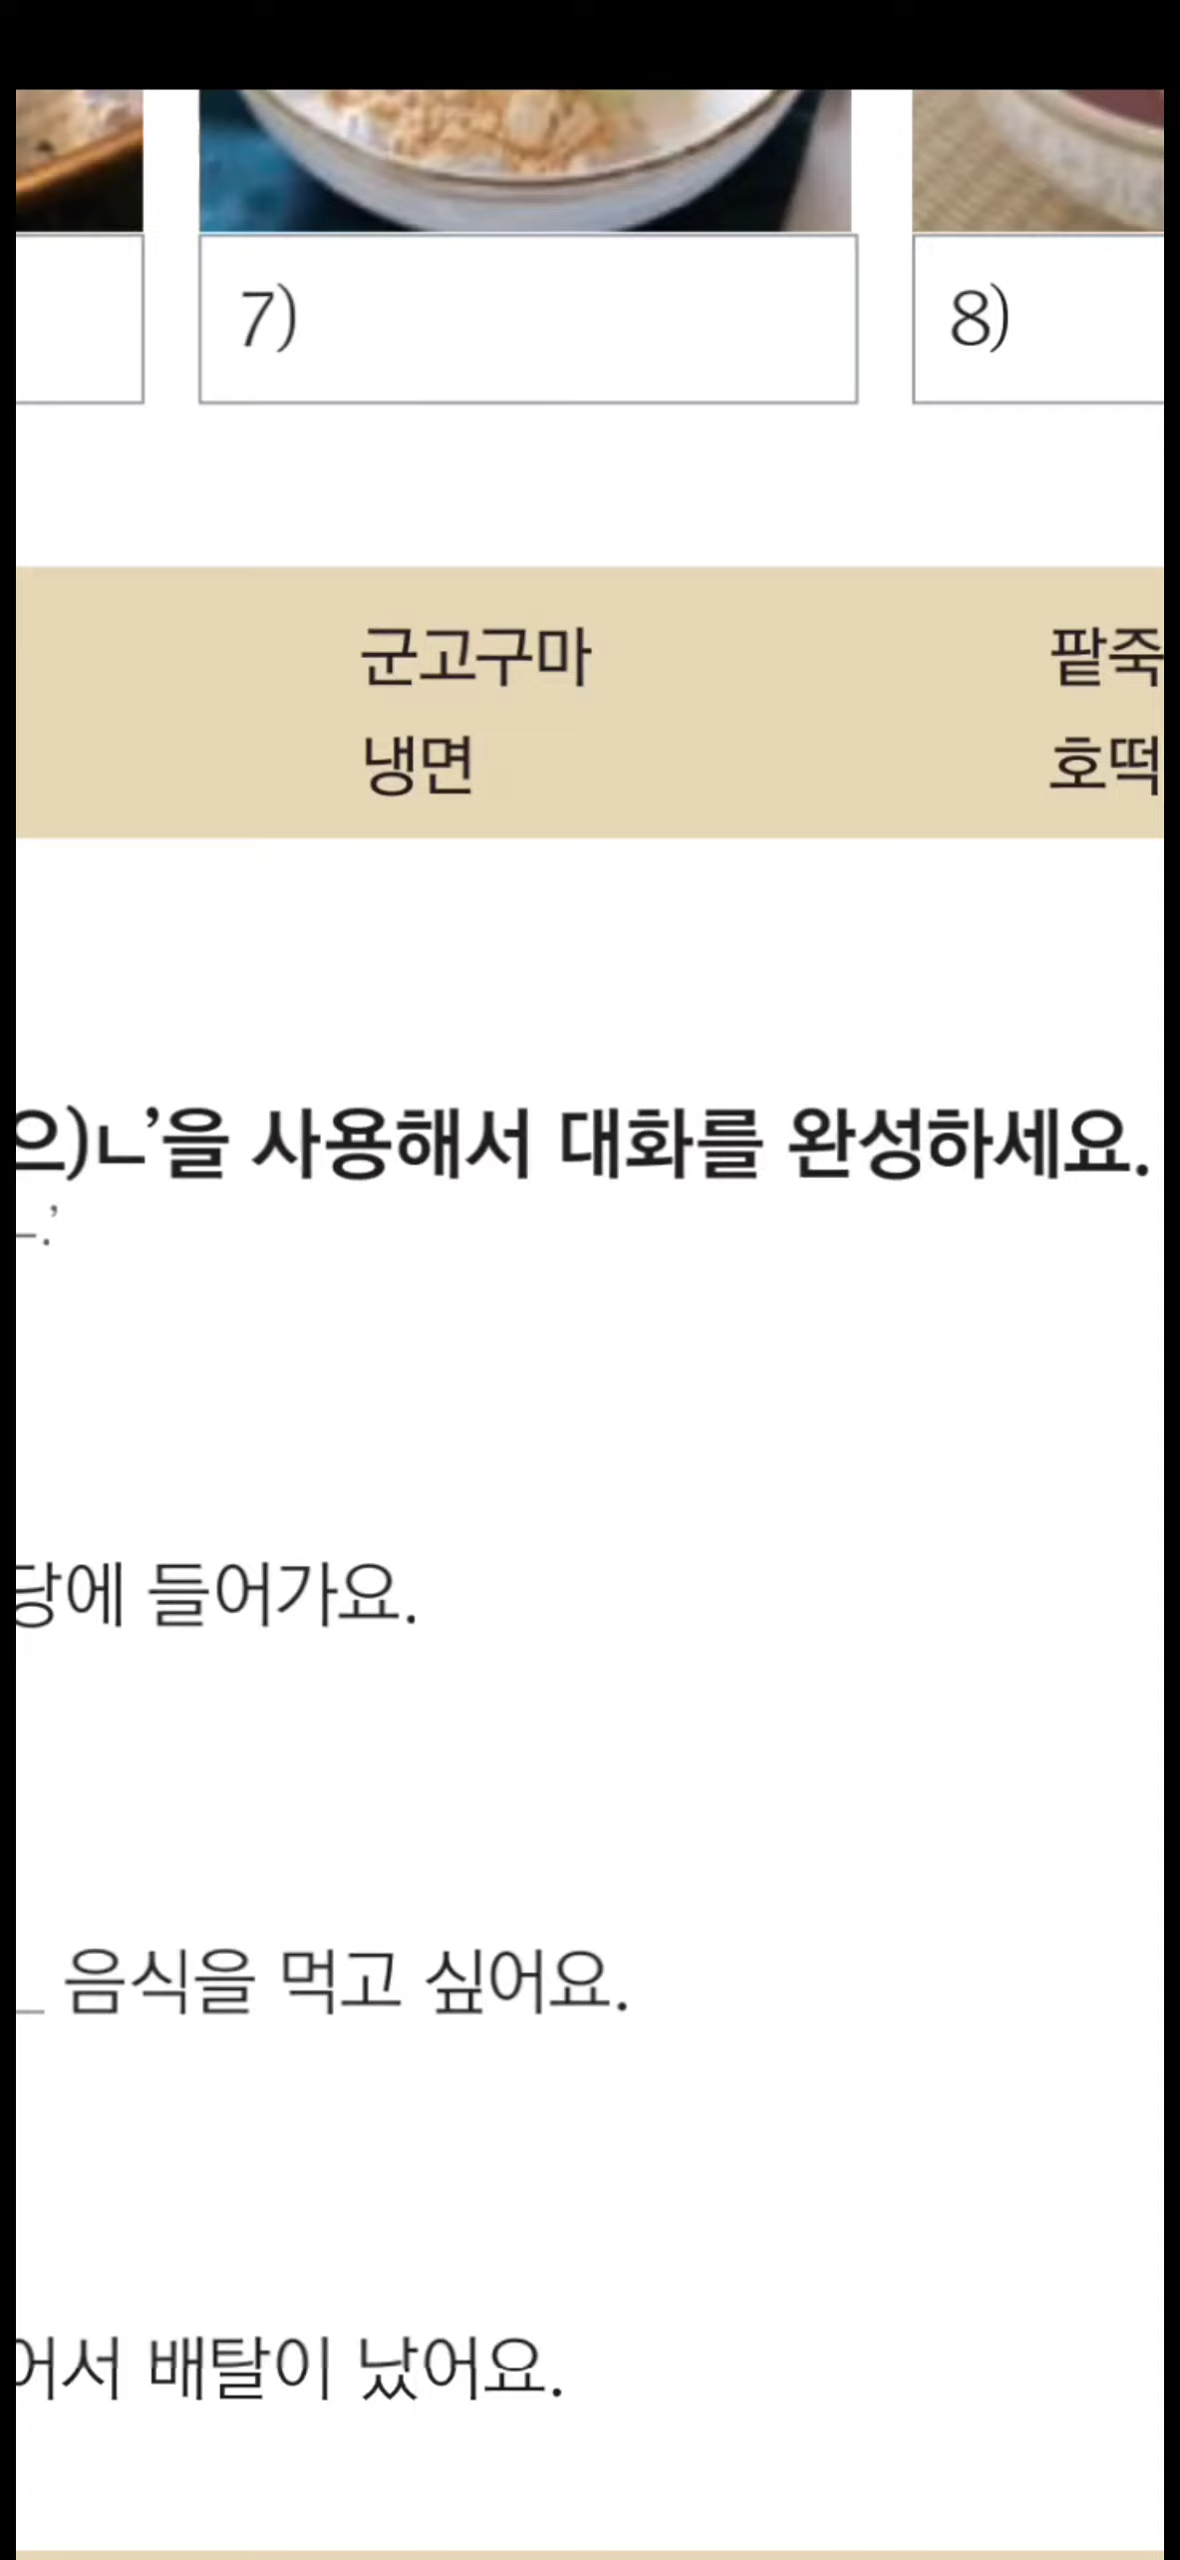 7)
8)
군고구마
팥죽
냉면
호떡
으)ㄴ’을 사용해서 대화를 완성하세요.
당에 들어가요.
음식을 먹고 싶어요.
어서 배탈이 났어요.